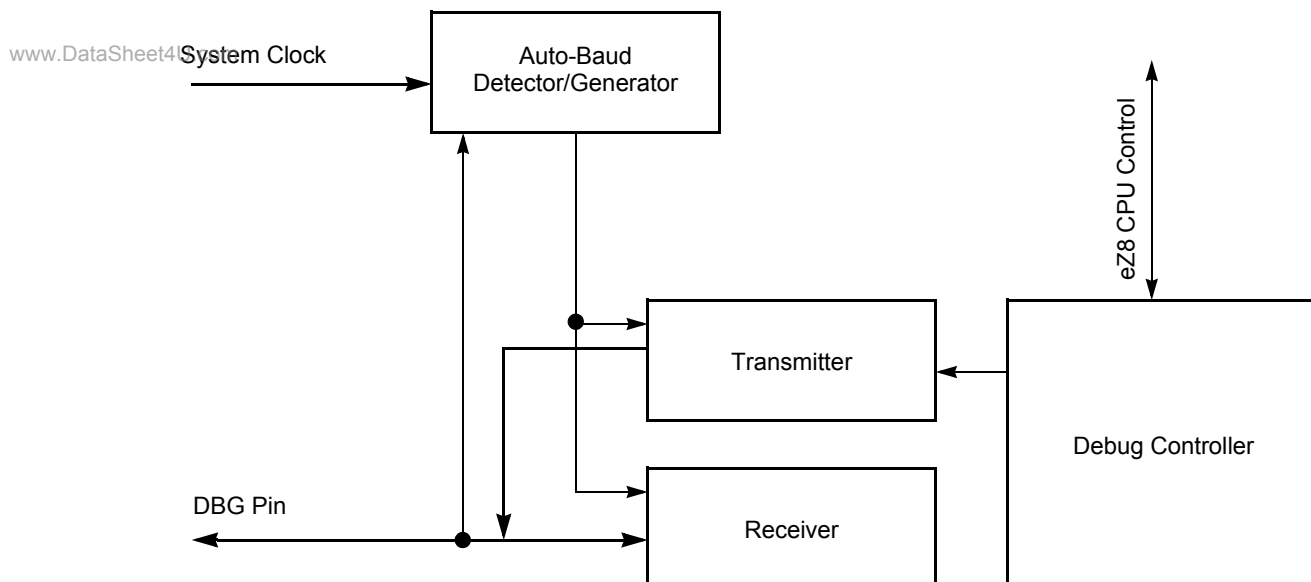 www.DataSheet4U.com
System Clock
Auto-Baud
Detector/Generator
eZ8 CPU Control
Transmitter
Debug Controller
DBG Pin
Receiver